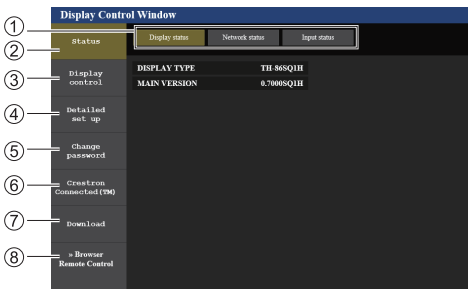 Display Control Window
① 
② Status
Display status Network status Input status
DISPLAY TYPE TH-86SQ1H
MAIN VERSION 0.7000SQ1H
③ Display
control
④ Detailed
set up
⑤ Change
password
⑥ Crestron
Connected(TM)
⑦ Download
⑧ » Browser
Remote Control